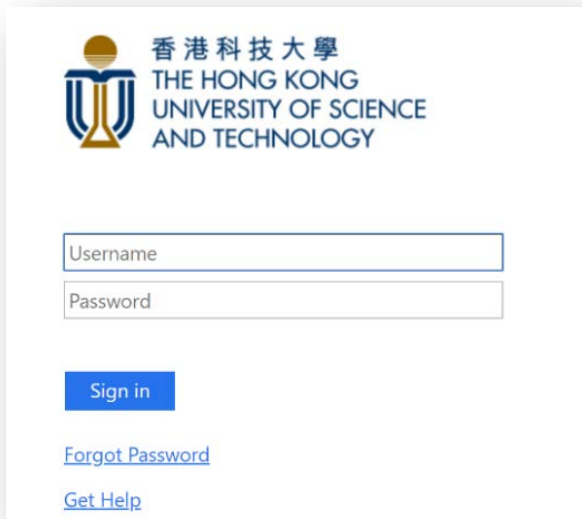 香港科技大學
THE HONG KONG
UNIVERSITY OF SCIENCE
AND TECHNOLOGY
Username
Password
Sign in
Forgot Password
Get Help